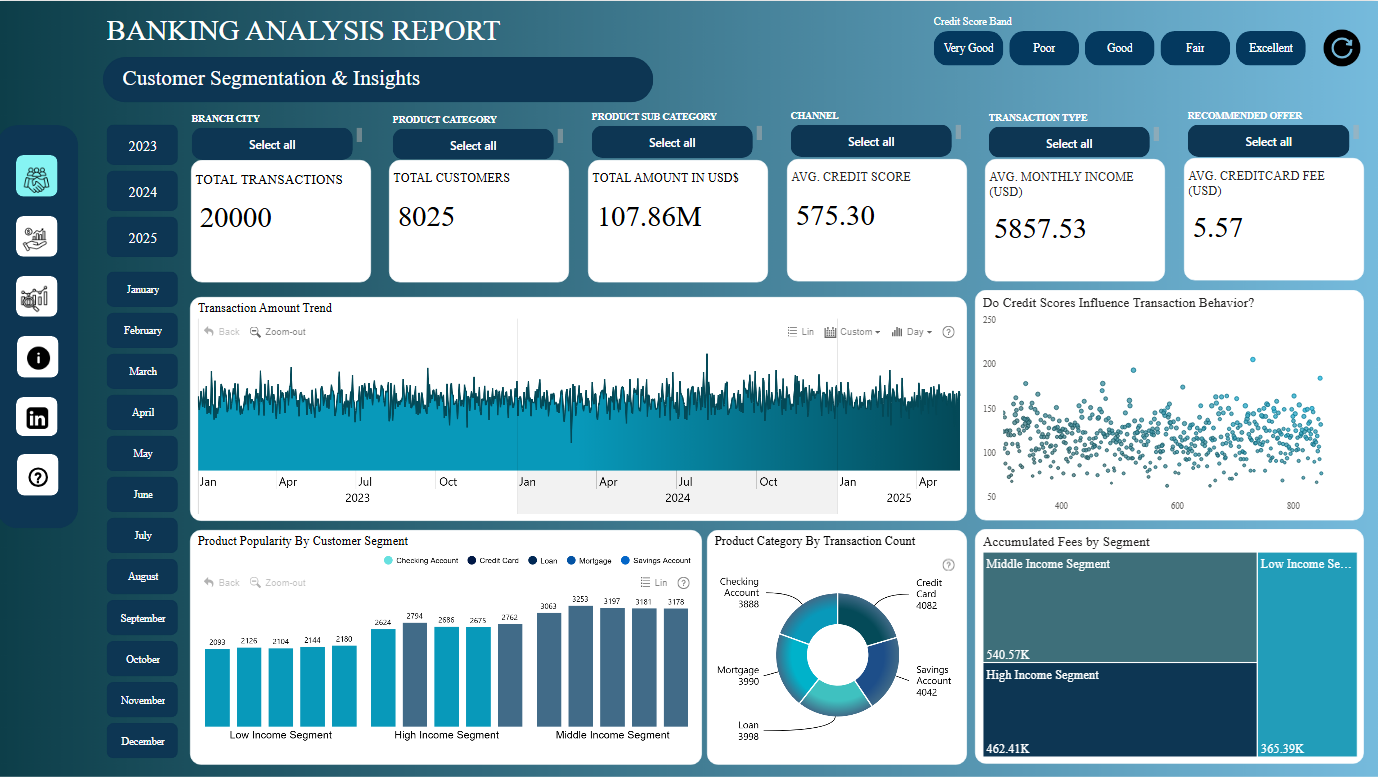 BANKING ANALYSIS REPORT
Customer Segmentation & Insights
Credit Score Band
Very Good
Poor
Good
Fair
Excellent
2023
2024
2025
January
February
March
April
May
June
July
August
September
October
November
December
BRANCH CITY
Select all
PRODUCT CATEGORY
Select all
PRODUCT SUB CATEGORY
Select all
CHANNEL
Select all
TRANSACTION TYPE
Select all
RECOMMENDED OFFER
Select all
TOTAL TRANSACTIONS
20000
TOTAL CUSTOMERS
8025
TOTAL AMOUNT IN USD$
107.86M
AVG. CREDIT SCORE
575.30
AVG. MONTHLY INCOME
(USD)
5857.53
AVG. CREDITCARD FEE
(USD)
5.57
Transaction Amount Trend
Back
Zoom-out
Lin
Custom
Day
?
Jan
Apr
Jul
Oct
Jan
Apr
Jul
Oct
Jan
Apr
2023
2024
2025
Do Credit Scores Influence Transaction Behavior?
250
200
150
100
50
400
600
800
Product Popularity By Customer Segment
Checking Account
Credit Card
Loan
Mortgage
Savings Account
Back
Zoom-out
Lin
?
2093
2126
2104
2144
2180
2624
2794
2686
2675
2762
3063
3253
3197
3181
3178
Low Income Segment
High Income Segment
Middle Income Segment
Product Category By Transaction Count
?
Checking
Account
3888
Credit
Card
4082
Mortgage
3990
Savings
Account
4042
Loan
3998
Accumulated Fees by Segment
Middle Income Segment
540.57K
High Income Segment
462.41K
Low Income Se...
365.39K
i
in
?